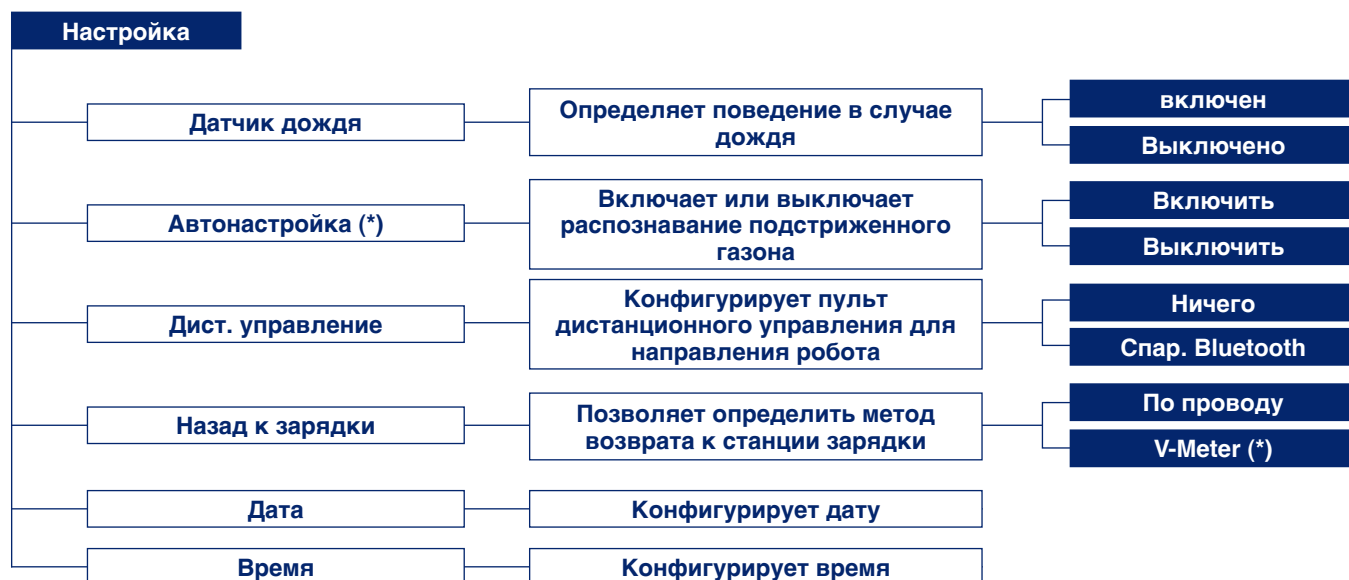 Настройка
Датчик дождя
Определяет поведение в случае
дождя
включен
Выключено
Автонастройка (*)
Включает или выключает
распознавание подстриженного
газона
Включить
Выключить
Дист. управление
Конфигурирует пульт
дистанционного управления для
направления робота
Ничего
Спар. Bluetooth
Назад к зарядки
Позволяет определить метод
возврата к станции зарядки
По проводу
V-Meter (*)
Дата
Конфигурирует дату
Время
Конфигурирует время